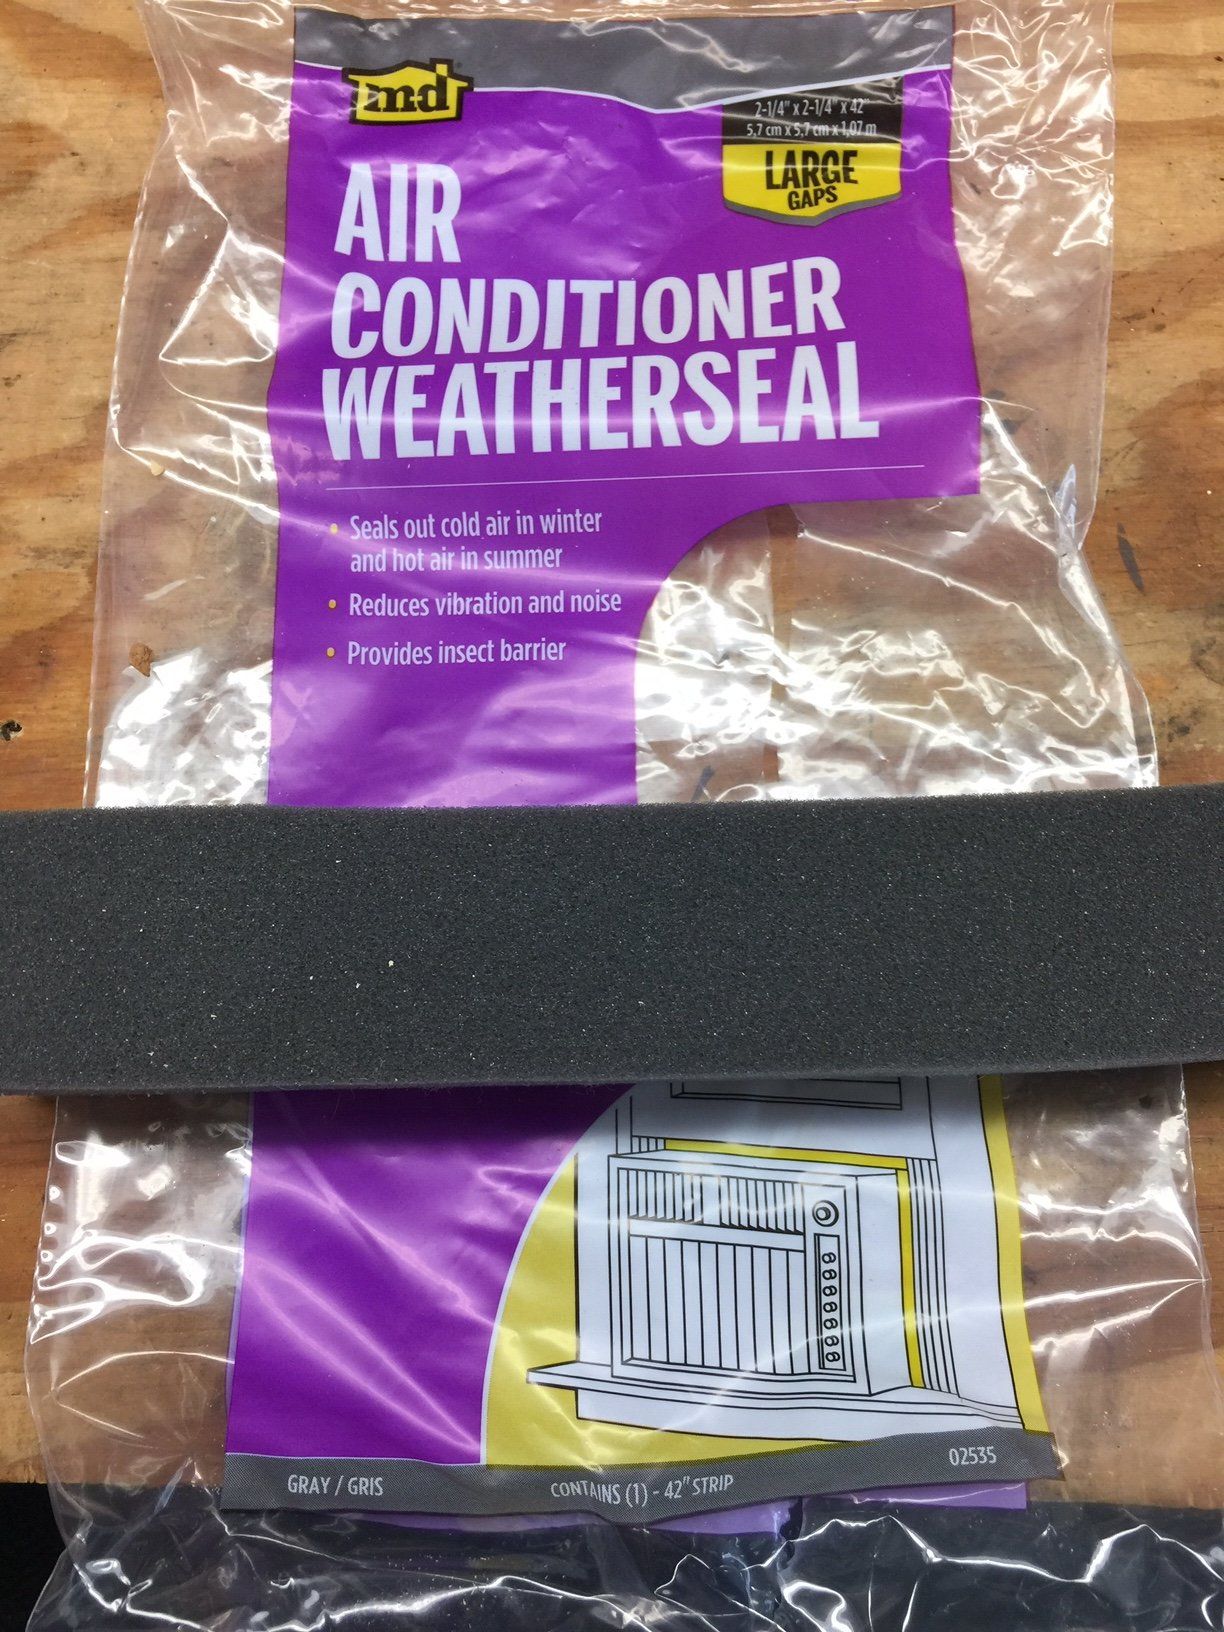 md
2-1/4" x 2-1/4" x 42"
5,7 cm x 5,7 cm x 1,07 m
LARGE
GAPS
AIR
CONDITIONER
WEATHERSEAL
• Seals out cold air in winter
and hot air in summer
• Reduces vibration and noise
• Provides insect barrier
02535
GRAY / GRIS
CONTAINS (1) - 42" STRIP